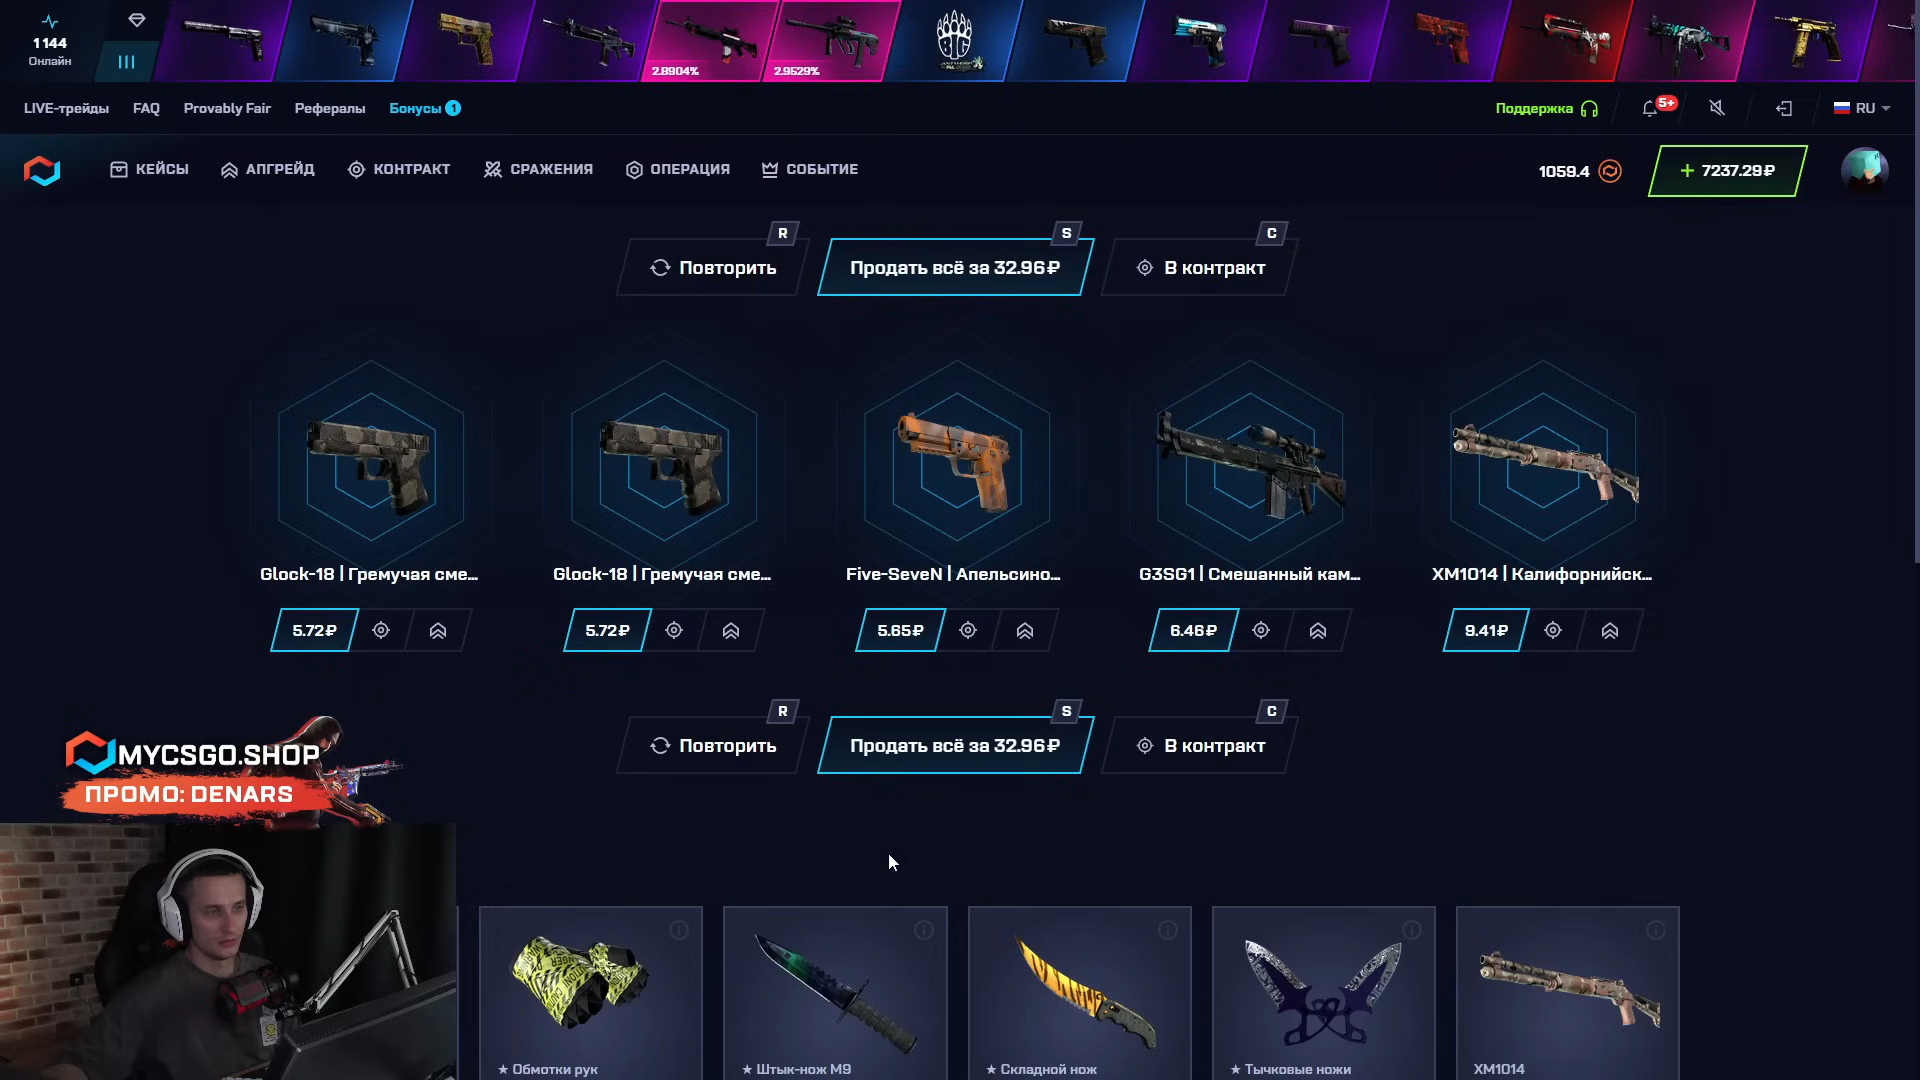 1 144
Онлайн
2.8904%
2.9529%
LIVE-трейды
FAQ
Provably Fair
Рефералы
Бонусы 1
Поддержка
5+
RU
КЕЙСЫ
АПГРЕЙД
КОНТРАКТ
СРАЖЕНИЯ
ОПЕРАЦИЯ
СОБЫТИЕ
1059.4
+ 7237.29₽
R
S
C
Повторить
Продать всё за 32.96₽
В контракт
Glock-18 | Гремучая сме...
Glock-18 | Гремучая сме...
Five-SeveN | Апельсино...
G3SG1 | Смешанный кам...
XM1014 | Калифорнийск...
5.72₽
5.72₽
5.65₽
6.46₽
9.41₽
R
S
C
Повторить
Продать всё за 32.96₽
В контракт
MYCSGO.SHOP
ПРОМО: DENARS
★ Обмотки рук
★ Штык-нож M9
★ Складной нож
★ Тычковые ножи
XM1014